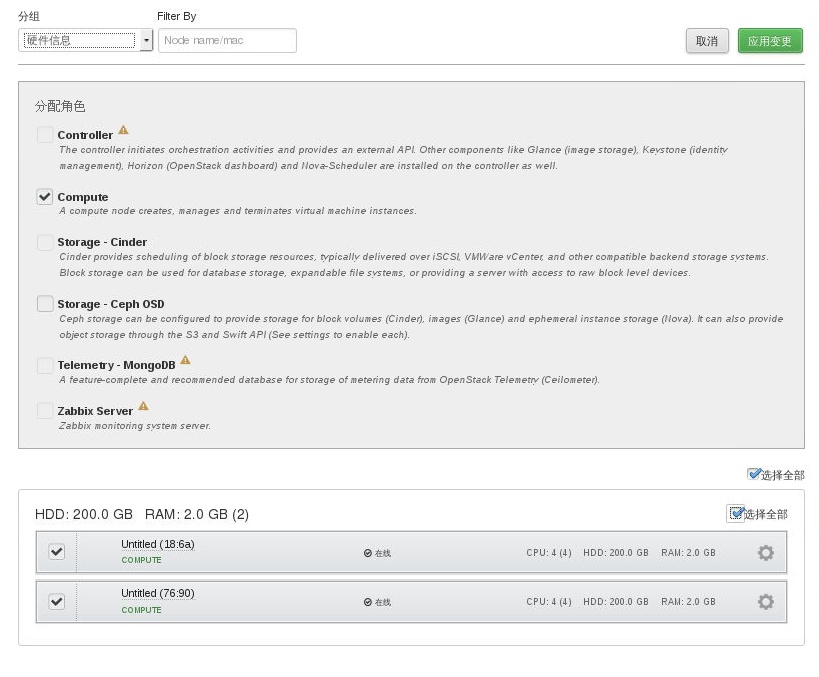 分组
Filter By
硬件信息
Node name/mac
取消
应用变更
分配角色
Controller
The controller initiates orchestration activities and provides an external API. Other components like Glance (image storage), Keystone (identity
management), Horizon (OpenStack dashboard) and Nova-Scheduler are installed on the controller as well.
Compute
A compute node creates, manages and terminates virtual machine instances.
Storage - Cinder
Cinder provides scheduling of block storage resources, typically delivered over iSCSI, VMWare vCenter, and other compatible backend storage systems.
Block storage can be used for database storage, expandable file systems, or providing a server with access to raw block level devices.
Storage - Ceph OSD
Ceph storage can be configured to provide storage for block volumes (Cinder), images (Glance) and ephemeral instance storage (Nova). It can also provide
object storage through the S3 and Swift API (See settings to enable each).
Telemetry - MongoDB
A feature-complete and recommended database for storage of metering data from OpenStack Telemetry (Ceilometer).
Zabbix Server
Zabbix monitoring system server.
选择全部
HDD: 200.0 GB RAM: 2.0 GB (2)
选择全部
Untitled (18:6a)
COMPUTE
在线
CPU: 4 (4) HDD: 200.0 GB RAM: 2.0 GB
Untitled (76:90)
COMPUTE
在线
CPU: 4 (4) HDD: 200.0 GB RAM: 2.0 GB